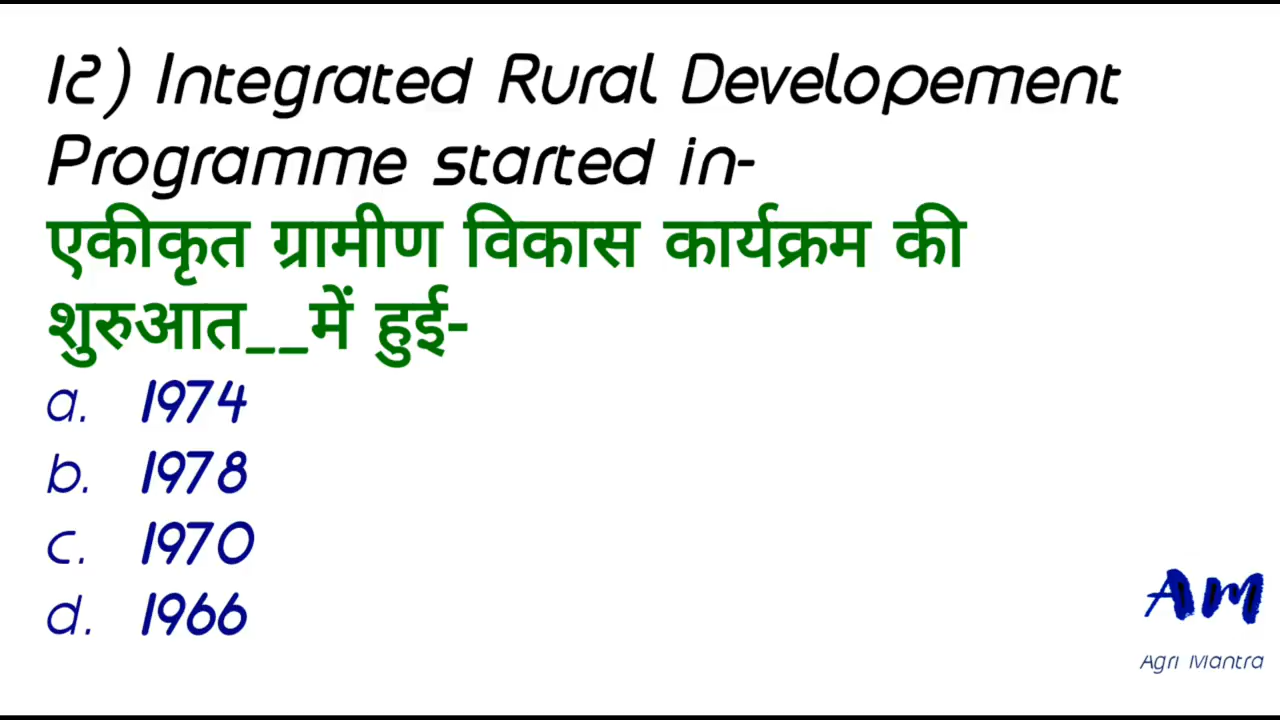 12) Integrated Rural Developement
Programme started in-
एकीकृत ग्रामीण विकास कार्यक्रम की
शुरुआत__में हुई-
a. 1974
b. 1978
c. 1970
d. 1966
AM
Agri Mantra